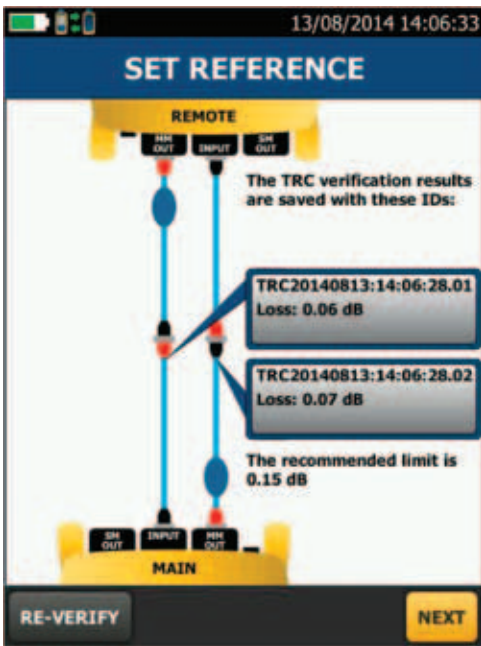 13/08/2014 14:06:33
SET REFERENCE
REMOTE
MM
OUT
INPUT
SM
OUT
The TRC verification results
are saved with these IDs:
TRC20140813:14:06:28.01
Loss: 0.06 dB
TRC20140813:14:06:28.02
Loss: 0.07 dB
The recommended limit is
0.15 dB
SM
OUT
INPUT
MM
OUT
MAIN
RE-VERIFY
NEXT